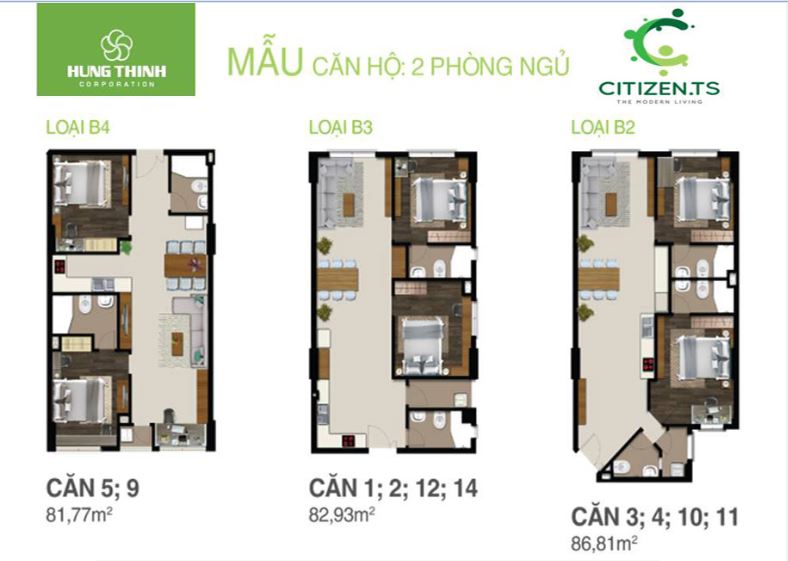 HUNG THINH
CORPORATION
MẪU CĂN HỘ: 2 PHÒNG NGỦ
CITIZEN.TS
THE MODERN LIVING
LOẠI B4
LOẠI B3
LOẠI B2
CĂN 5; 9
81,77m²
CĂN 1; 2; 12; 14
82,93m²
CĂN 3; 4; 10; 11
86,81m²